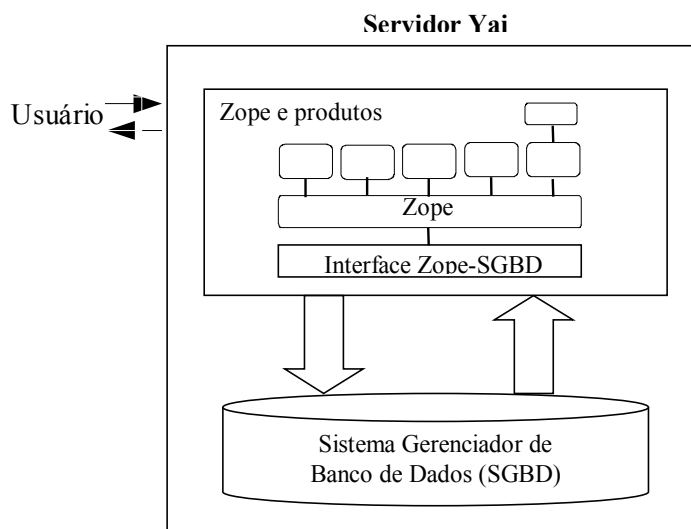 Servidor Yai
Usuário
Zope e produtos
Zope
Interface Zope-SGBD
Sistema Gerenciador de
Banco de Dados (SGBD)